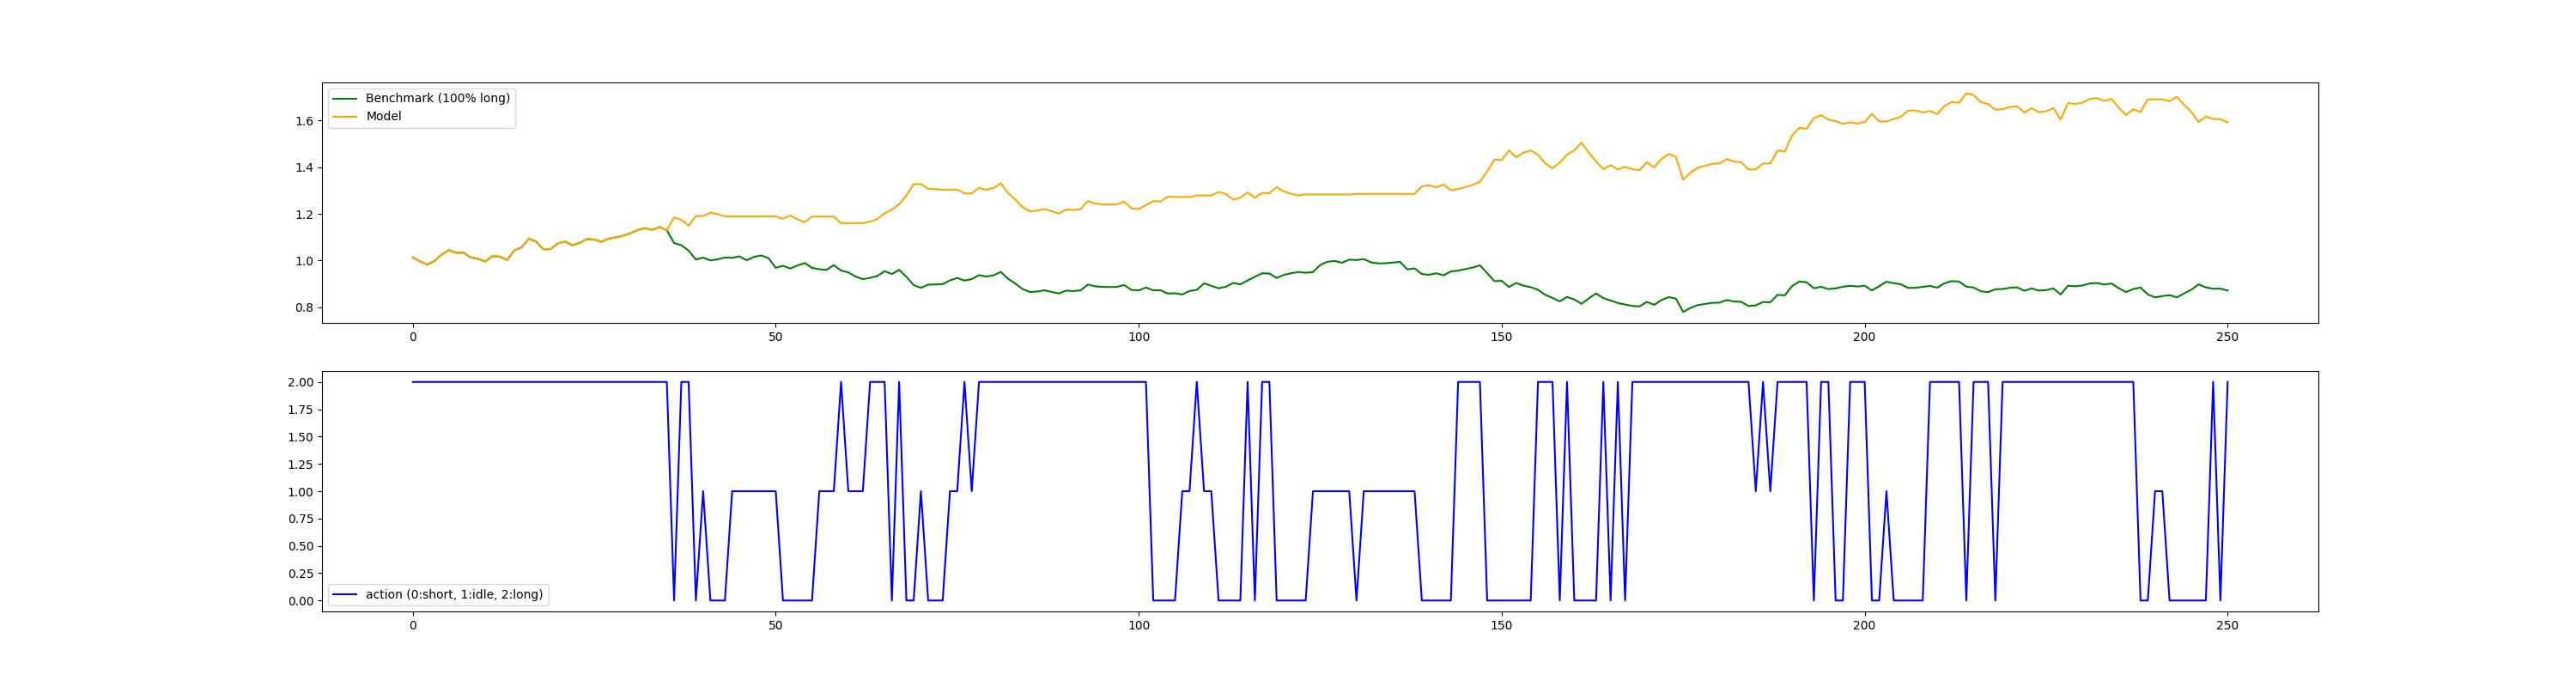 Benchmark (100% long)
Model
1.6
1.4
1.2
1.0
0.8
0 50 100 150 200 250
2.00
1.75
1.50
1.25
1.00
0.75
0.50
0.25
0.00
action (0:short, 1:idle, 2:long)
0 50 100 150 200 250